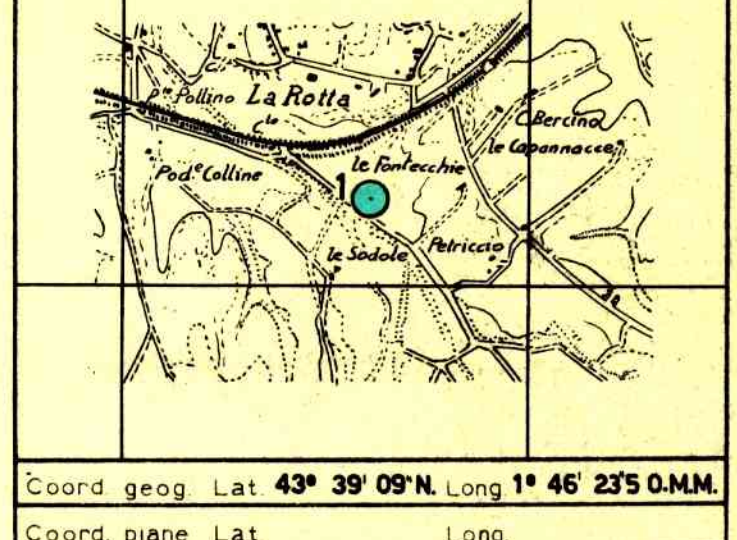 P.te Pollino La Rotta
C.le
C. Bercino
le Capannacce
le Fontecchie
Pod.e Colline
1
le Sodole Petriccio
Coord. geog. Lat. 43° 39' 09" N. Long 1° 46' 23"5 O.M.M.
Coord. piane Lat. Long.